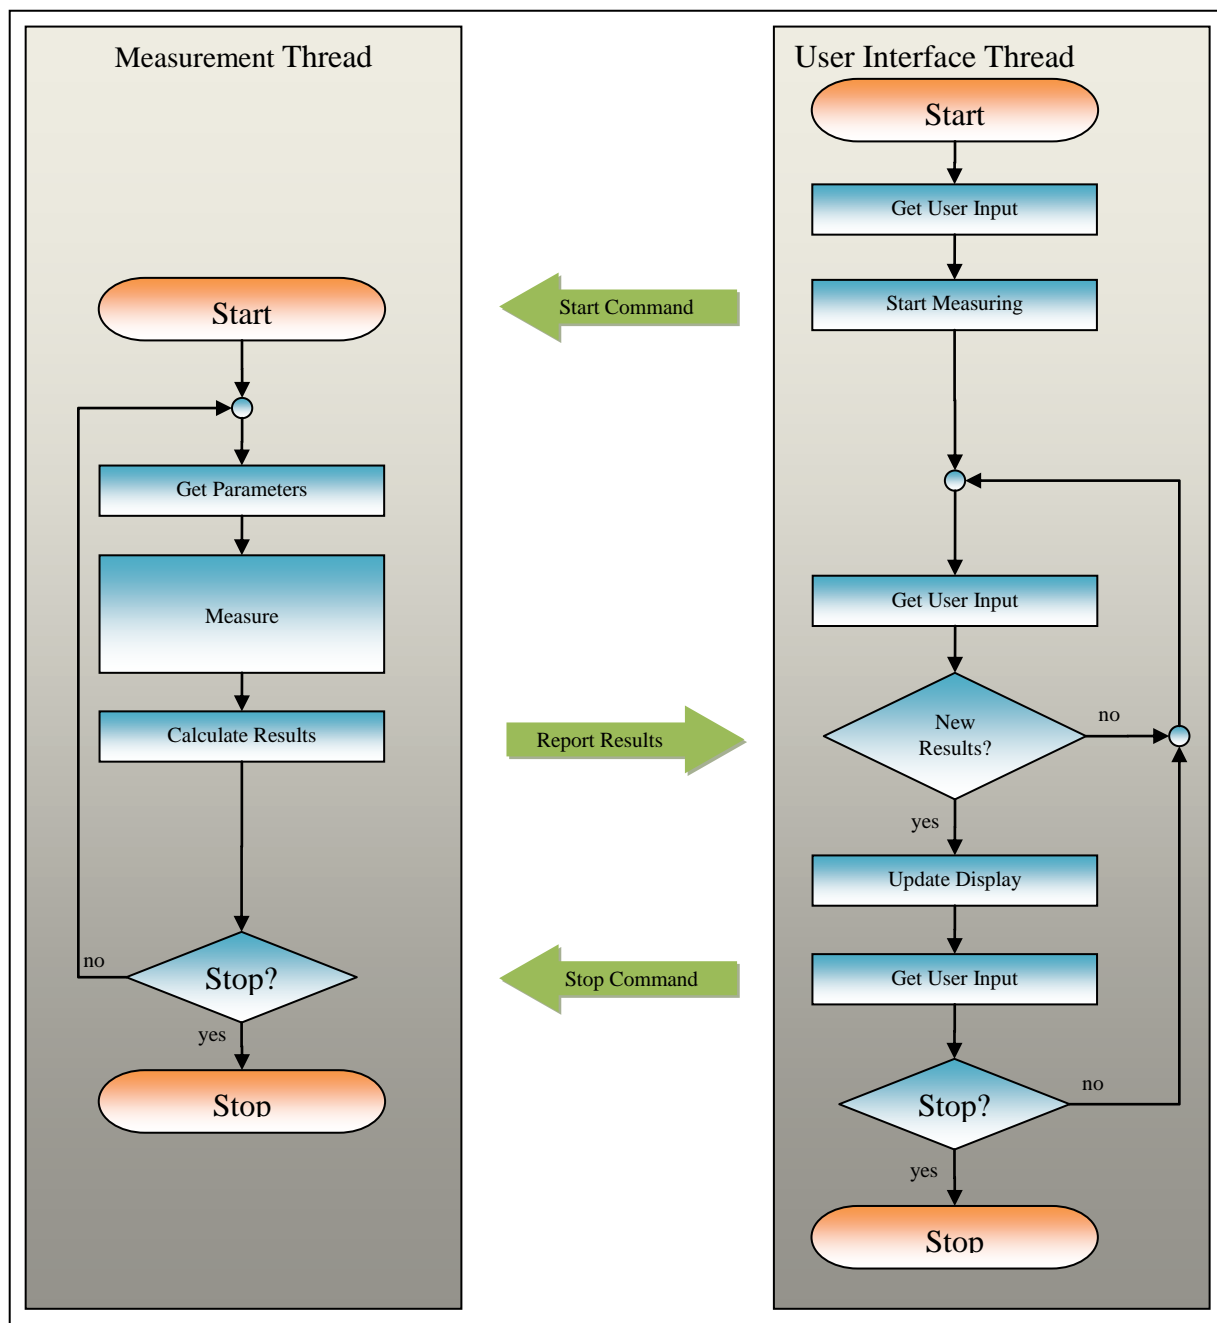 Measurement Thread
Start
Get Parameters
Measure
Calculate Results
no
Stop?
yes
Stop
Start Command
Report Results
Stop Command
User Interface Thread
Start
Get User Input
Start Measuring
Get User Input
New
Results?
no
yes
Update Display
Get User Input
Stop?
no
yes
Stop